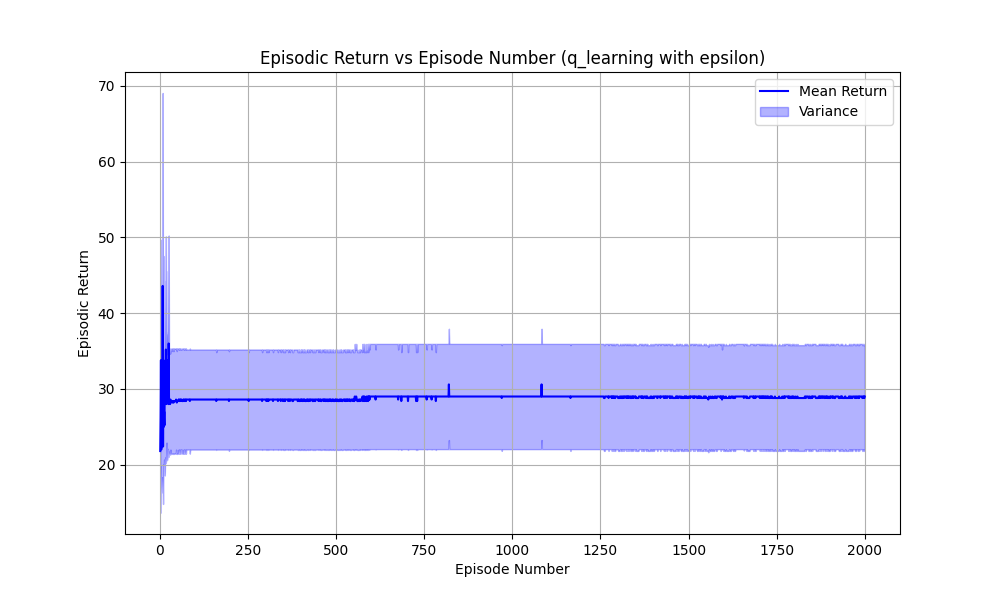 Episodic Return vs Episode Number (q_learning with epsilon)
Mean Return
Variance
Episodic Return
70
60
50
40
30
20
0 250 500 750 1000 1250 1500 1750 2000
Episode Number